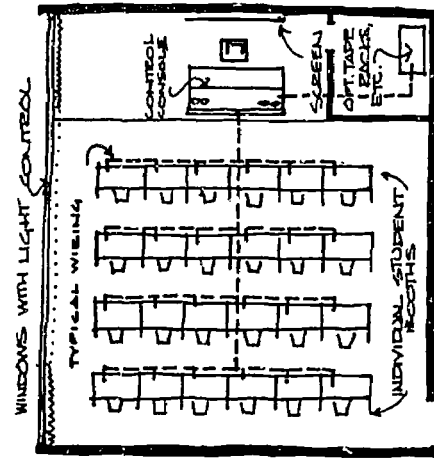 WINDOWS WITH LIGHT CONTROL
TYPICAL WIRING
CONTROL
CONSOLE
SCREEN
OPT. TAPE
RACKS,
ETC.
INDIVIDUAL STUDENT
BOOTHS